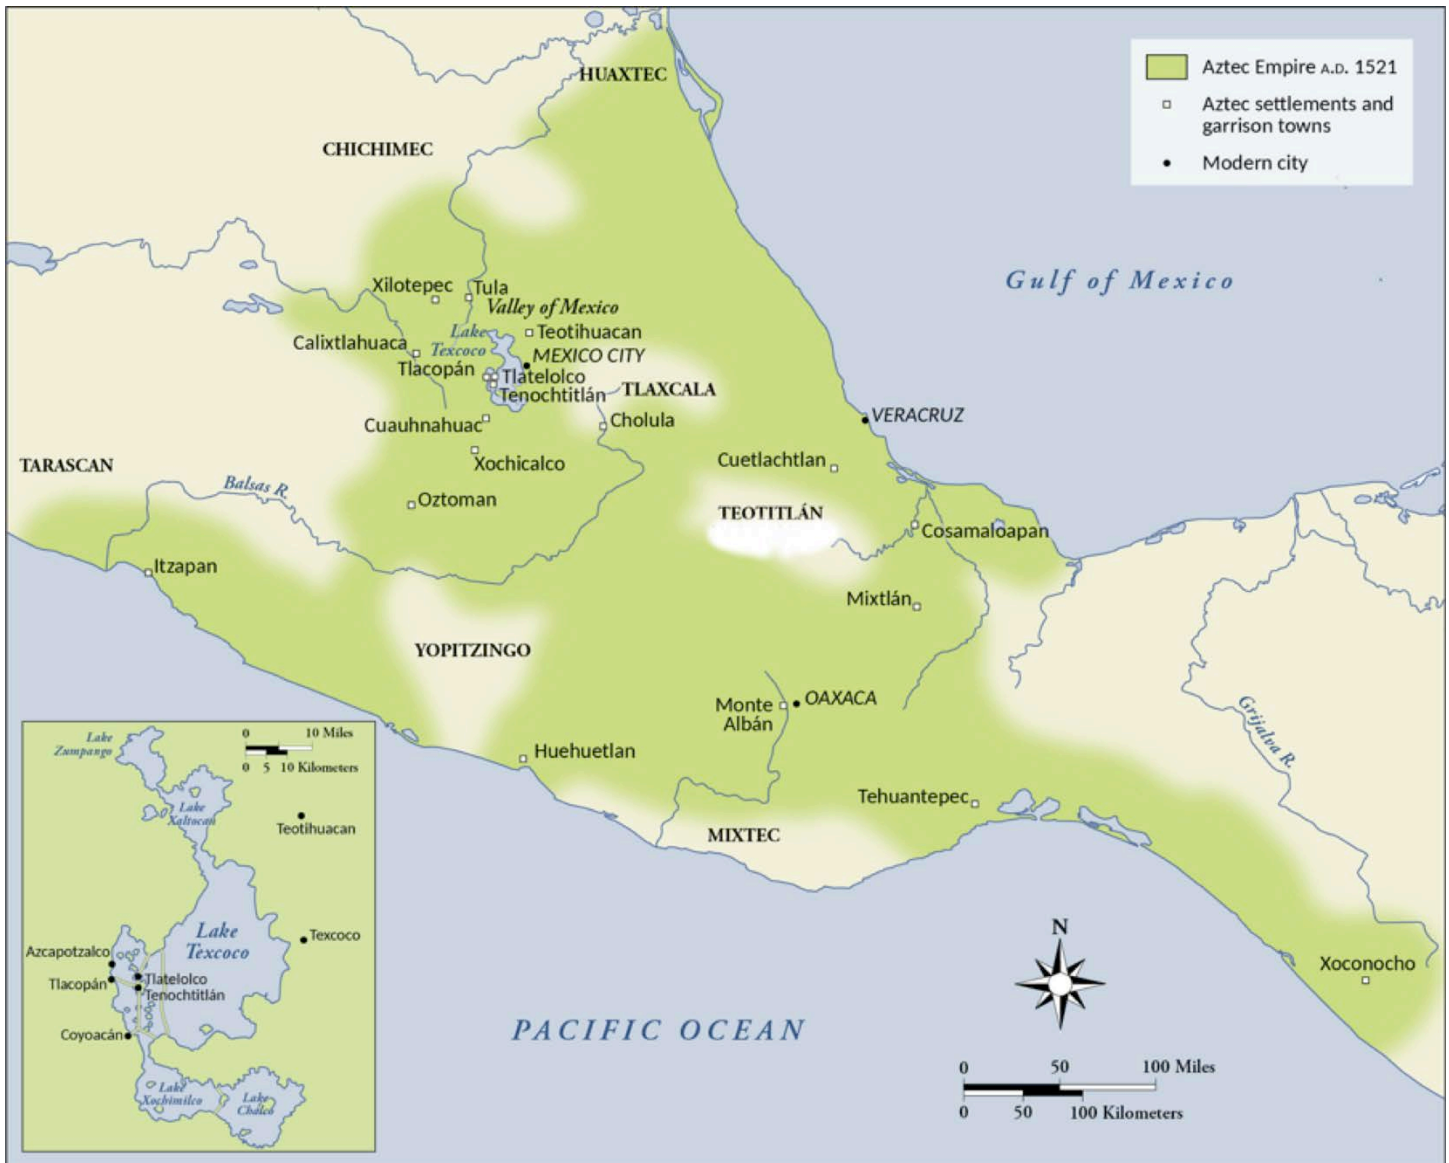 HUAXTEC
CHICHIMEC
Aztec Empire A.D. 1521
Aztec settlements and
garrison towns
Modern city
Gulf of Mexico
Xilotepec
Tula
Valley of Mexico
Lake
Texcoco
Teotihuacan
Calixtlahuaca
MEXICO CITY
Tlacopán
Tlatelolco
Tenochtitlán
TLAXCALA
Cuauhnahuac
Cholula
VERACRUZ
TARASCAN
Xochicalco
Cuetlachtlan
Balsas R.
Oztoman
TEOTITLÁN
Cosamaloapan
Itzapan
Mixtlán
YOPITZINGO
Monte
Albán
OAXACA
Grijalva R.
Huehuetlan
Tehuantepec
MIXTEC
Xoconocho
N
PACIFIC OCEAN
0 50 100 Miles
0 50 100 Kilometers
Lake
Zumpango
0 10 Miles
0 5 10 Kilometers
Lake
Xaltocan
Teotihuacan
Lake
Texcoco
Texcoco
Azcapotzalco
Tlacopán
Tlatelolco
Tenochtitlán
Coyoacán
Lake
Xochimilco
Lake
Chalco